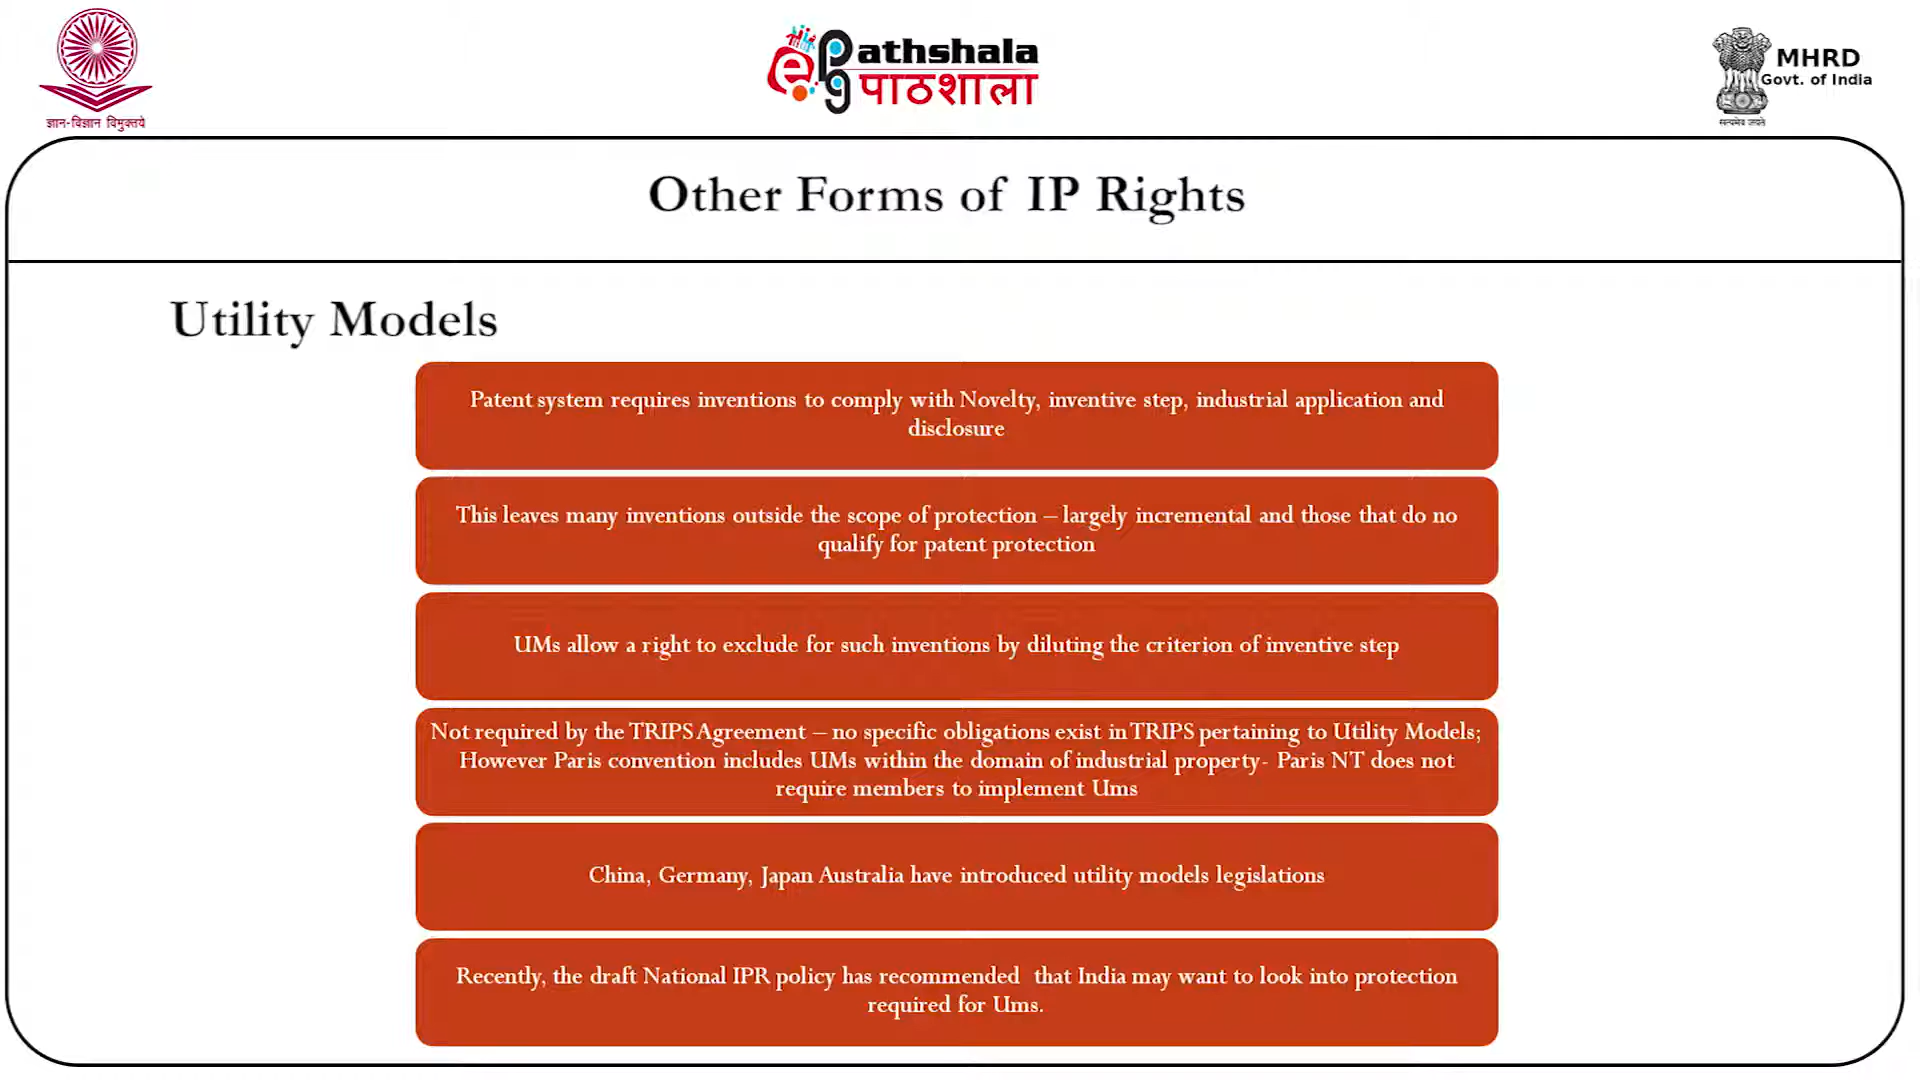 ज्ञान-विज्ञान विमुक्तये
ePathshala
पाठशाला
MHRD
Govt. of India
सत्यमेव जयते
Other Forms of IP Rights
Utility Models
Patent system requires inventions to comply with Novelty, inventive step, industrial application and
disclosure
This leaves many inventions outside the scope of protection – largely incremental and those that do no
qualify for patent protection
UMs allow a right to exclude for such inventions by diluting the criterion of inventive step
Not required by the TRIPS Agreement – no specific obligations exist in TRIPS pertaining to Utility Models;
However Paris convention includes UMs within the domain of industrial property- Paris NT does not
require members to implement Ums
China, Germany, Japan Australia have introduced utility models legislations
Recently, the draft National IPR policy has recommended that India may want to look into protection
required for Ums.